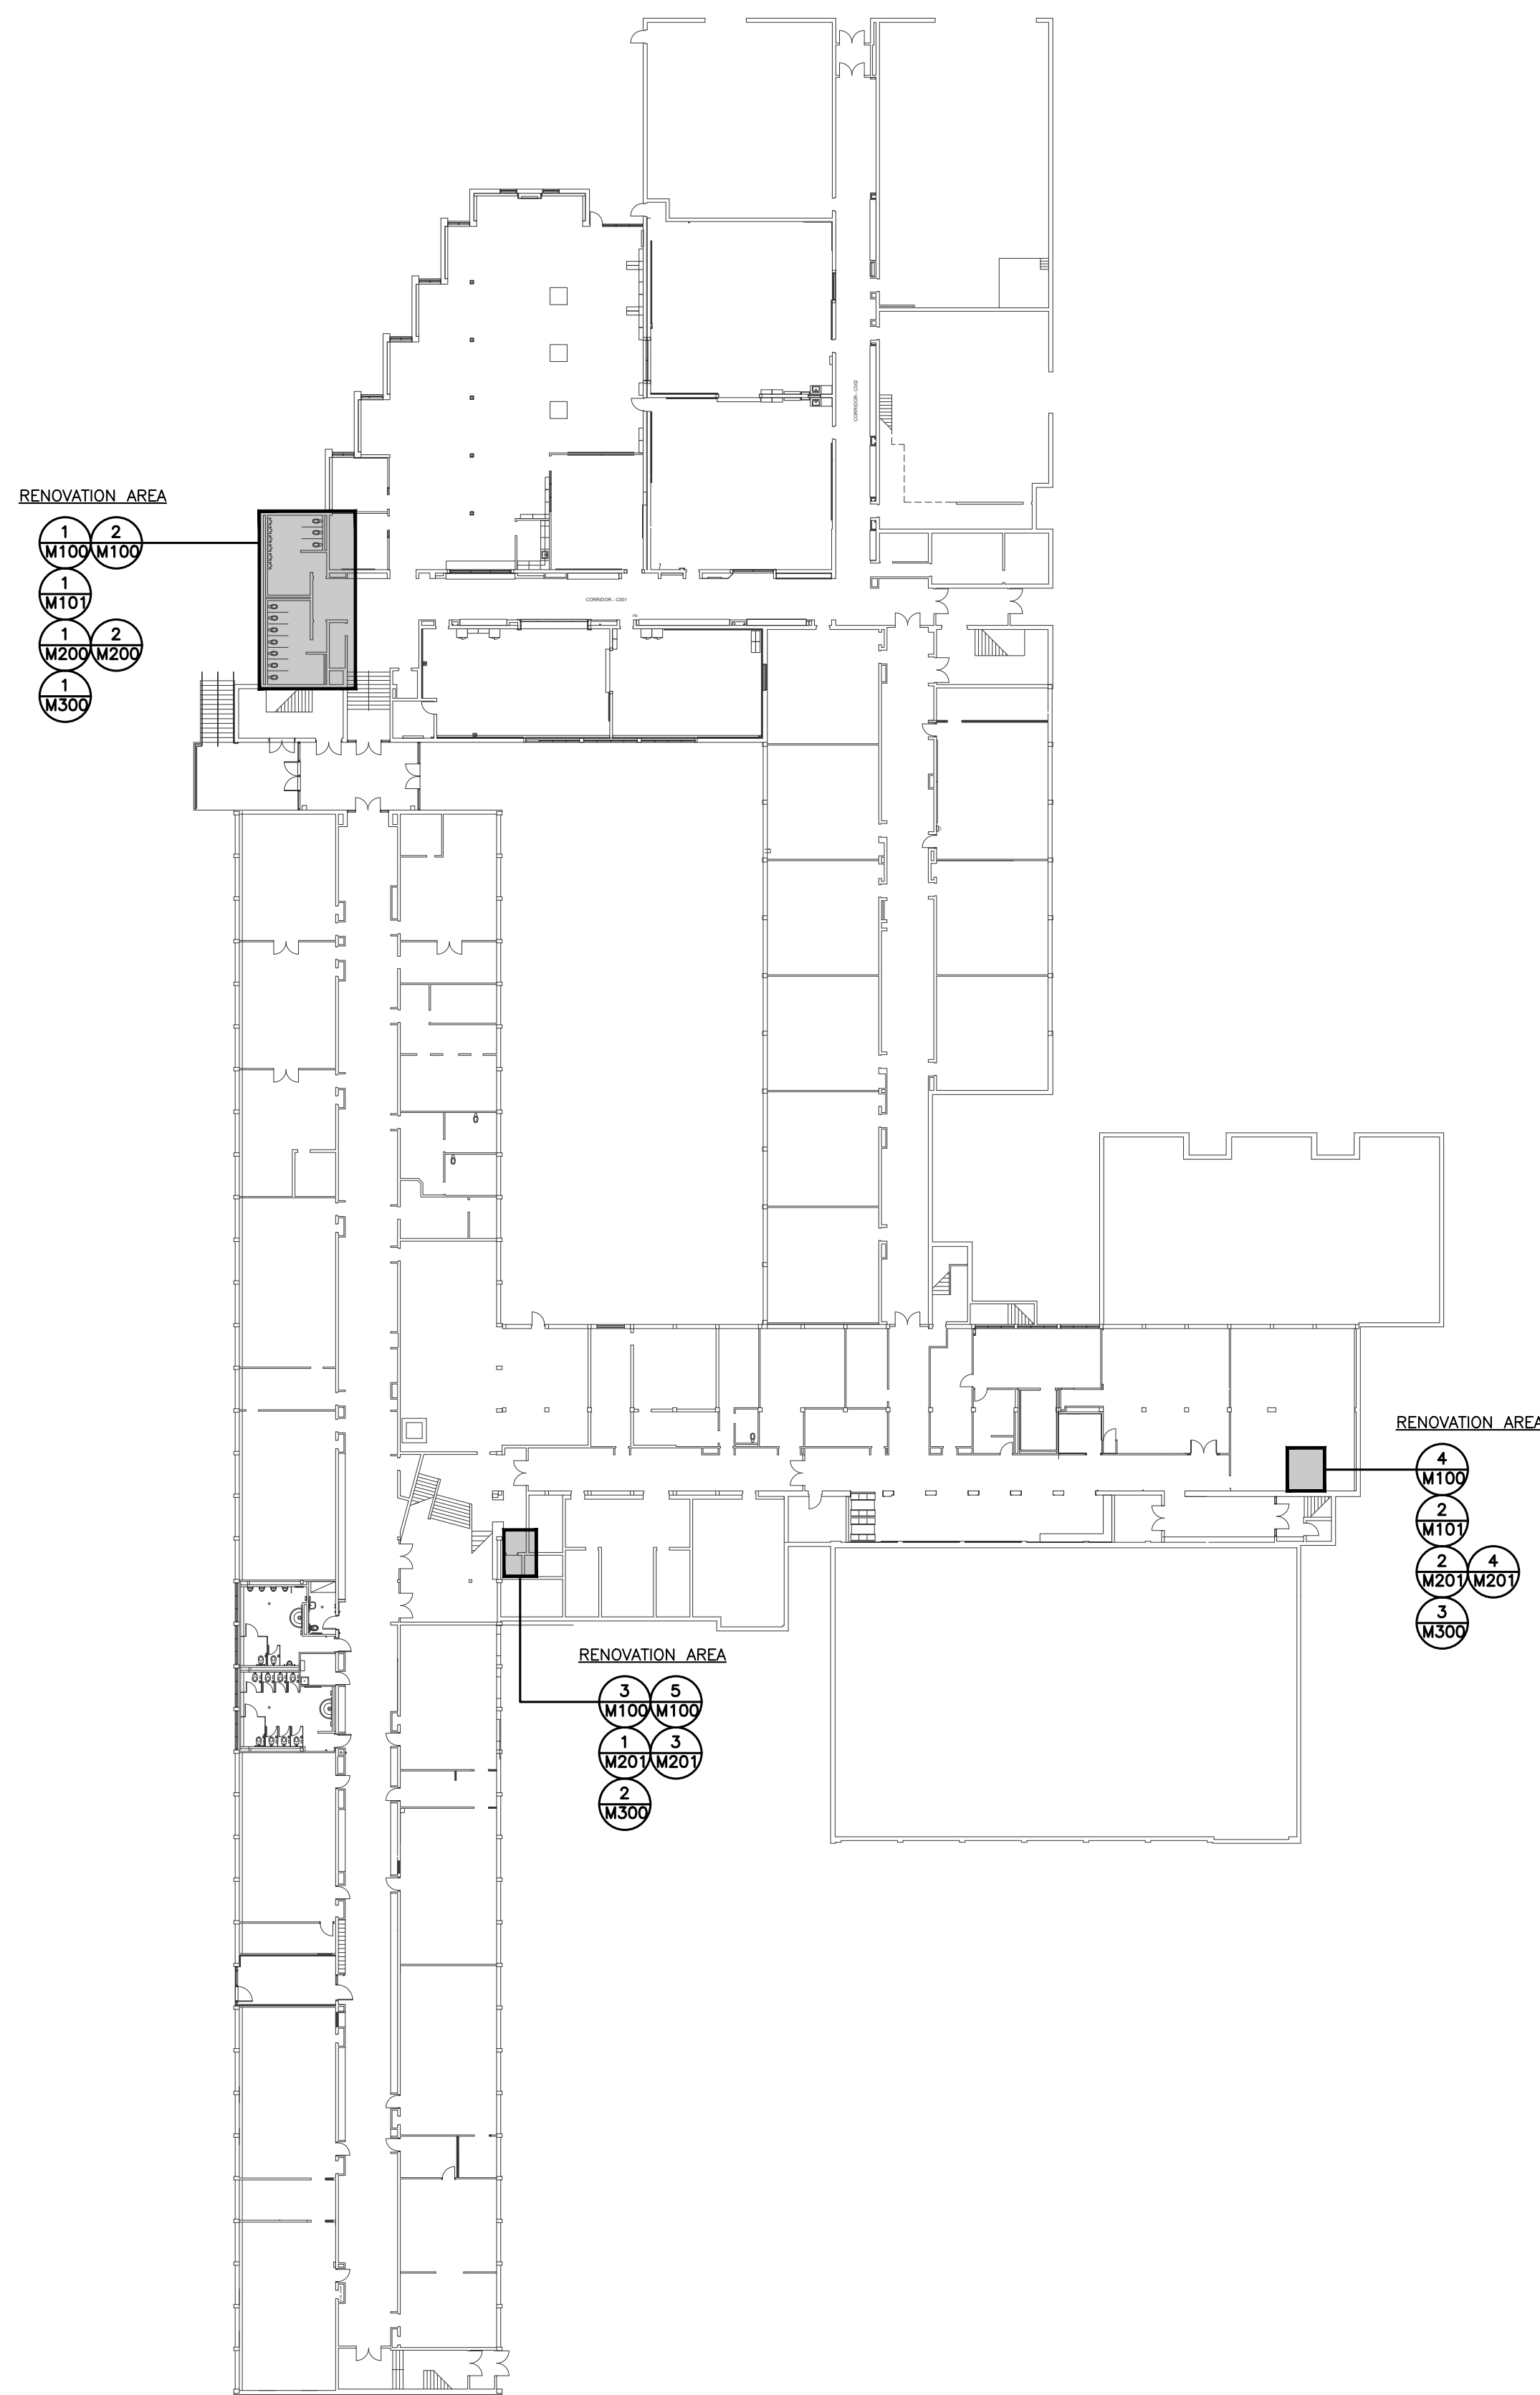 CORRIDOR - C002
RENOVATION AREA
1 2
M100 M100
1
M101
1 2
M200 M200
1
M300
CORRIDOR - C001
RENOVATION AREA
4
M100
2
M101
2 4
M201 M201
3
M300
RENOVATION AREA
3 5
M100 M100
1 3
M201 M201
2
M300